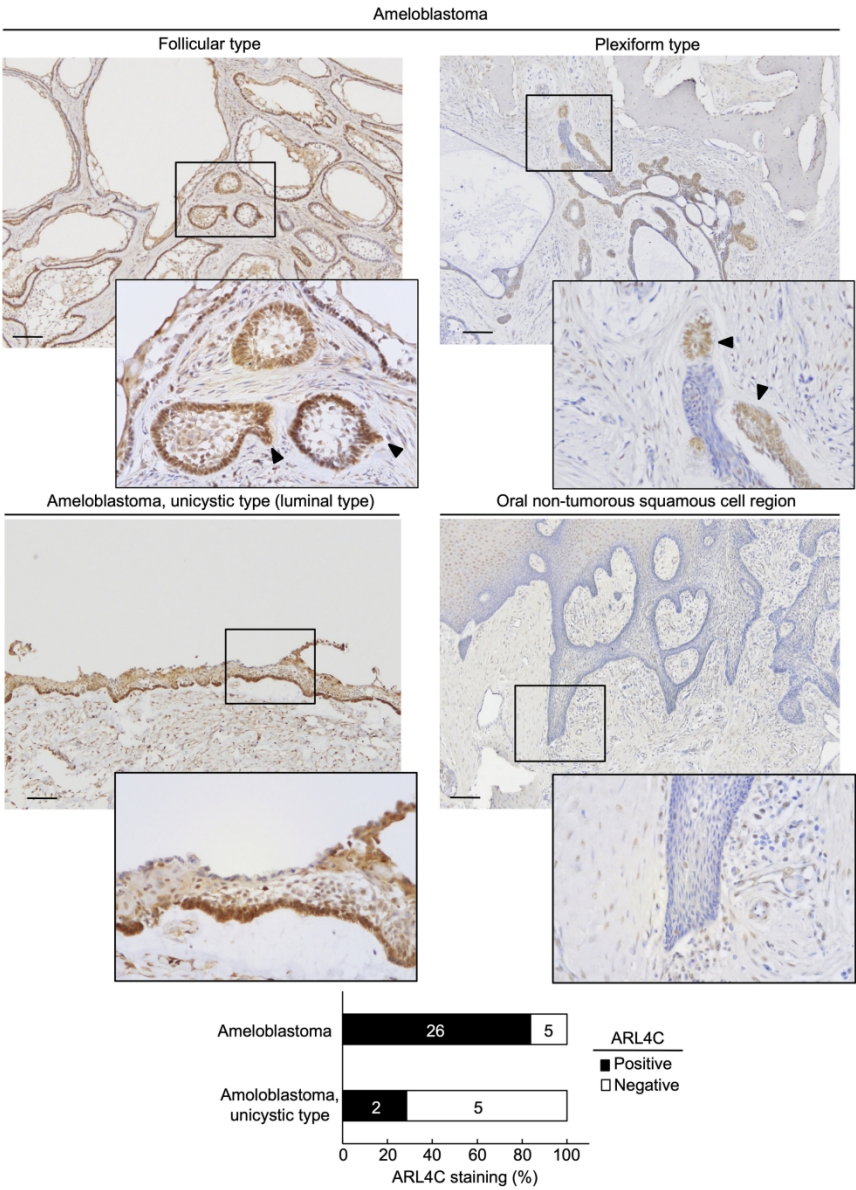 Ameloblastoma
Follicular type
Plexiform type
Ameloblastoma, unicystic type (luminal type)
Oral non-tumorous squamous cell region
Ameloblastoma
26
5
Amoloblastoma,
unicystic type
2
5
ARL4C
Positive
Negative
0 20 40 60 80 100
ARL4C staining (%)